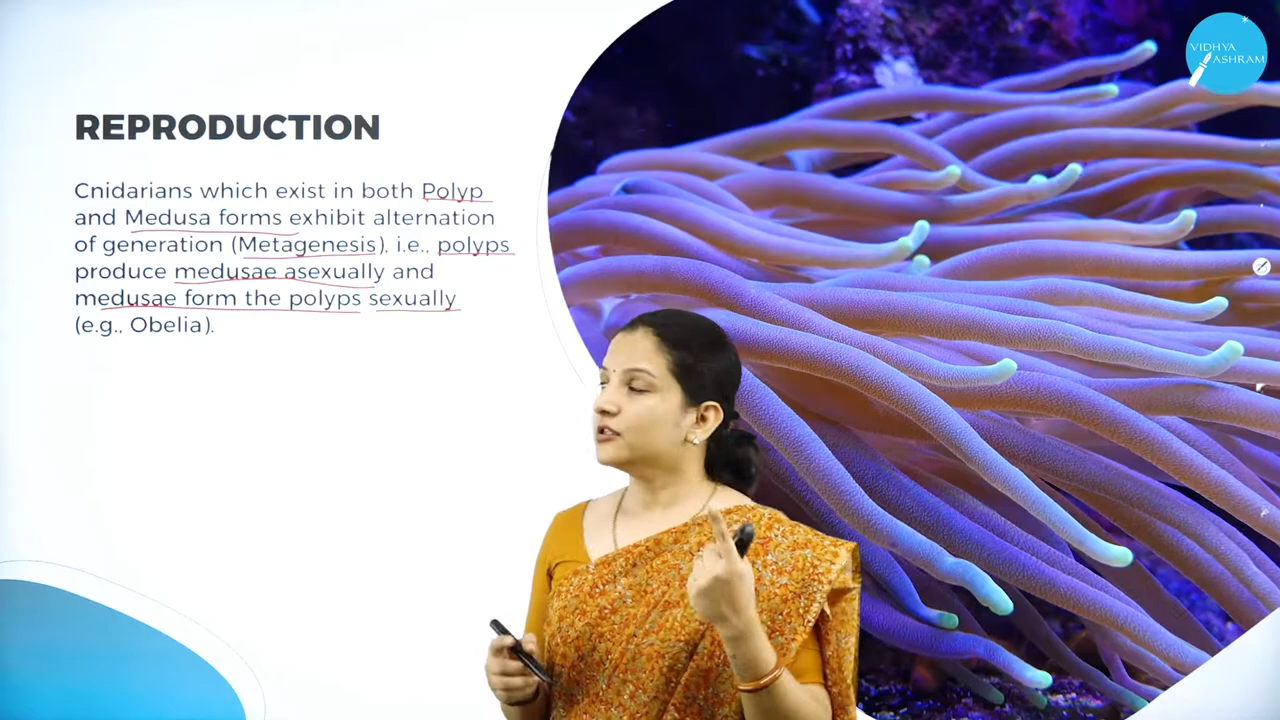 VIDHYA
ASHRAM
REPRODUCTION
Cnidarians which exist in both Polyp
and Medusa forms exhibit alternation
of generation (Metagenesis), i.e., polyps
produce medusae asexually and
medusae form the polyps sexually
(e.g., Obelia).